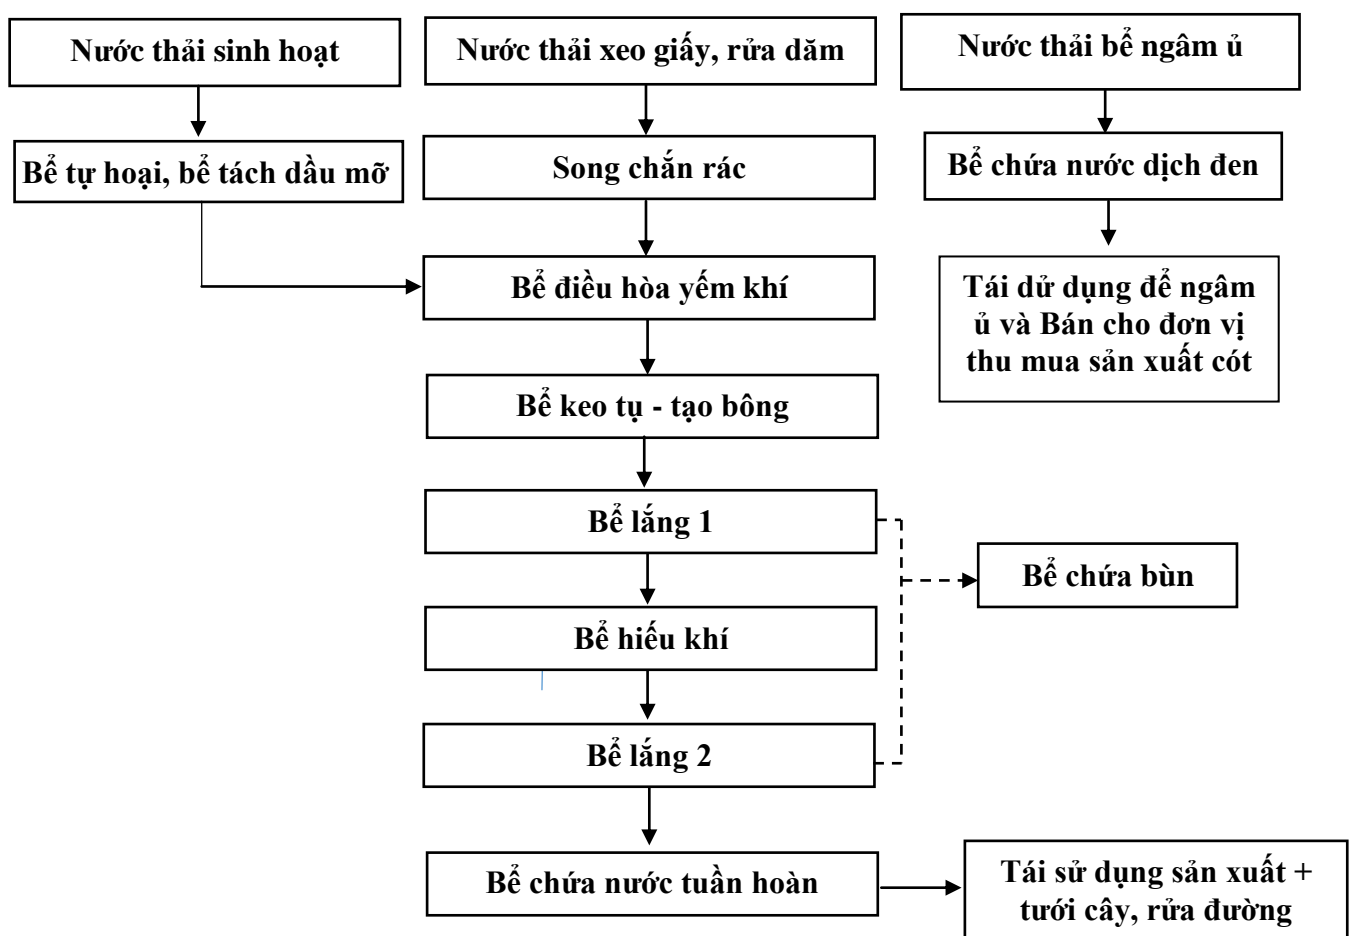 Nước thải sinh hoạt
Nước thải xeo giấy, rửa dăm
Nước thải bể ngâm ủ
Bể tự hoại, bể tách dầu mỡ
Song chắn rác
Bể chứa nước dịch đen
Bể điều hòa yếm khí
Tái dử dụng để ngâm
ủ và Bán cho đơn vị
thu mua sản xuất cót
Bể keo tụ - tạo bông
Bể lắng 1
Bể chứa bùn
Bể hiếu khí
Bể lắng 2
Bể chứa nước tuần hoàn
Tái sử dụng sản xuất +
tưới cây, rửa đường